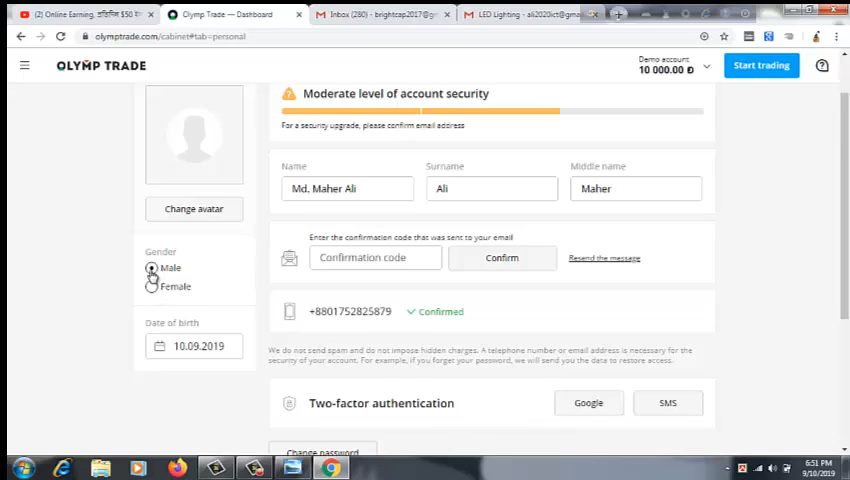 (2) Online Earning, প্রতিদিন $50 ×
Olymp Trade — Dashboard ×
Inbox (280) - brightcap2017@g ×
LED Lighting - ali2020ict@gma
olymptrade.com/cabinet#tab=personal
OLYMP TRADE
Demo account
10 000.00 Đ
Start trading
Moderate level of account security
For a security upgrade, please confirm email address
Name
Surname
Middle name
Md. Maher Ali
Ali
Maher
Change avatar
Enter the confirmation code that was sent to your email
Confirmation code
Confirm
Resend the message
Gender
Male
Female
+8801752825879
Confirmed
Date of birth
10.09.2019
We do not send spam and do not impose hidden charges. A telephone number or email address is necessary for the
security of your account. For example, if you forget your password, we will send you the data to restore access.
Two-factor authentication
Google
SMS
Change password
6:51 PM
9/10/2019